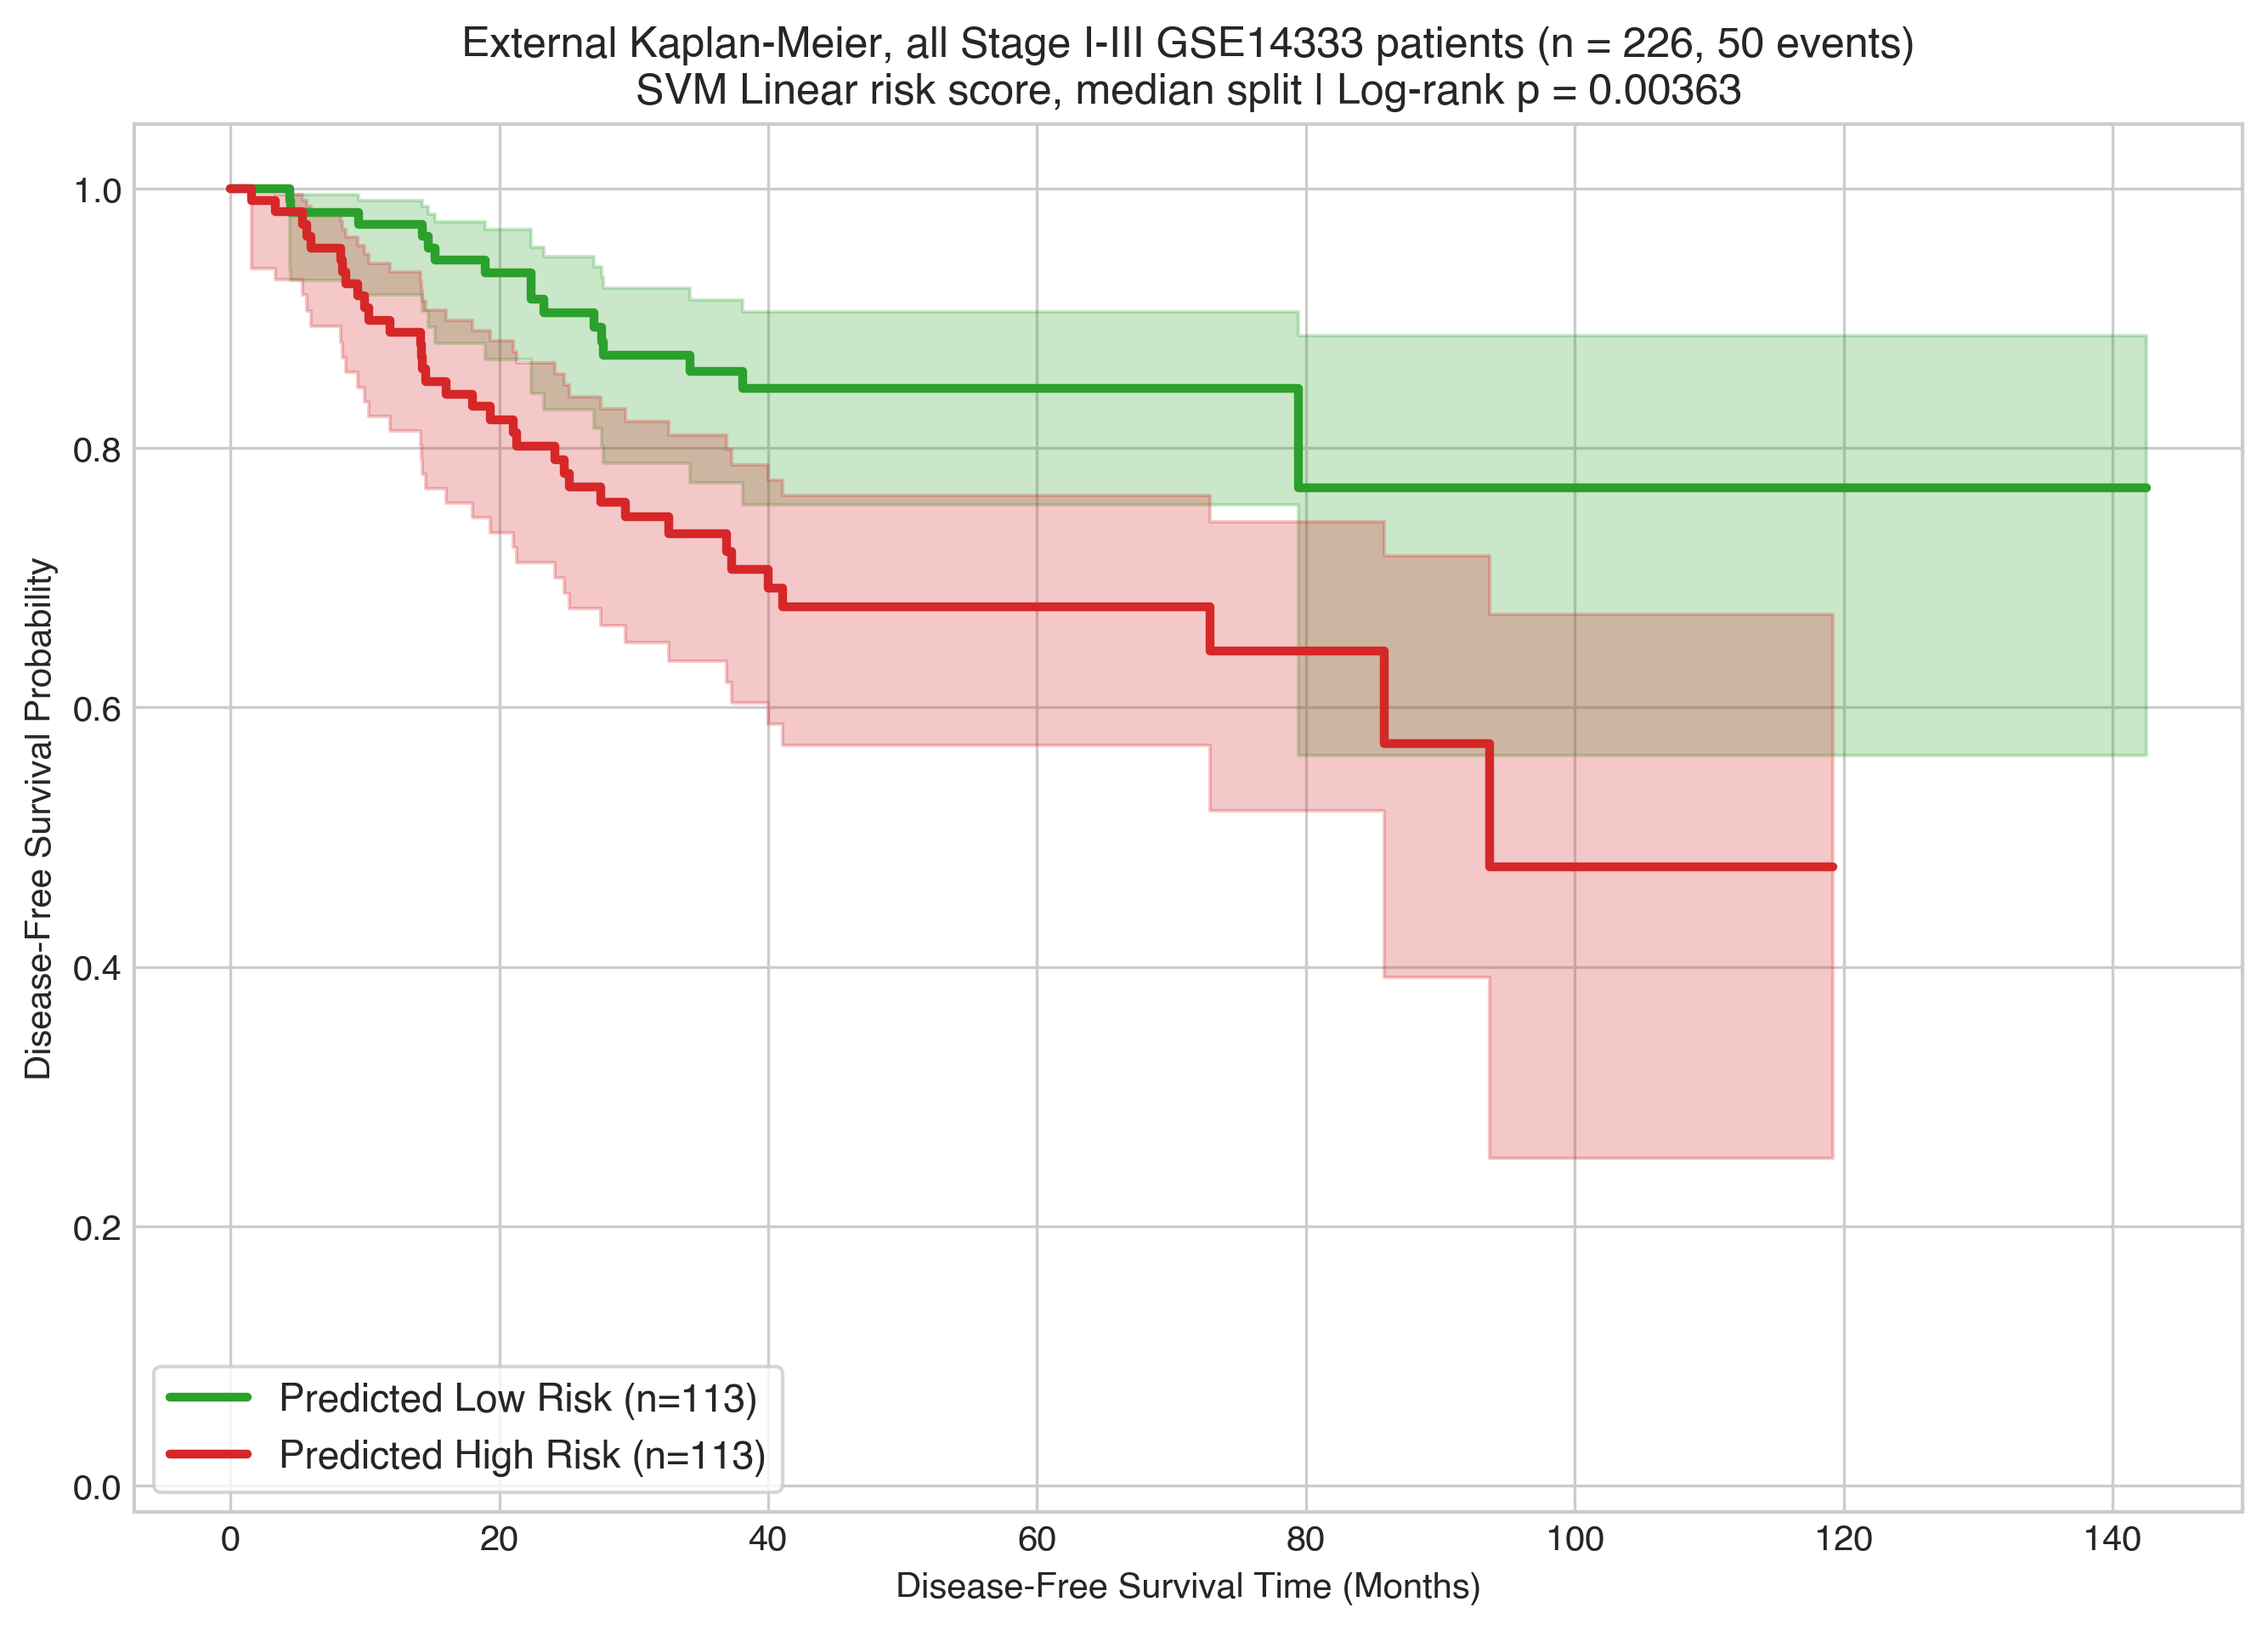 External Kaplan-Meier, all Stage I-III GSE14333 patients (n = 226, 50 events)
SVM Linear risk score, median split | Log-rank p = 0.00363
Disease-Free Survival Probability
1.0
0.8
0.6
0.4
0.2
0.0
Predicted Low Risk (n=113)
Predicted High Risk (n=113)
0 20 40 60 80 100 120 140
Disease-Free Survival Time (Months)